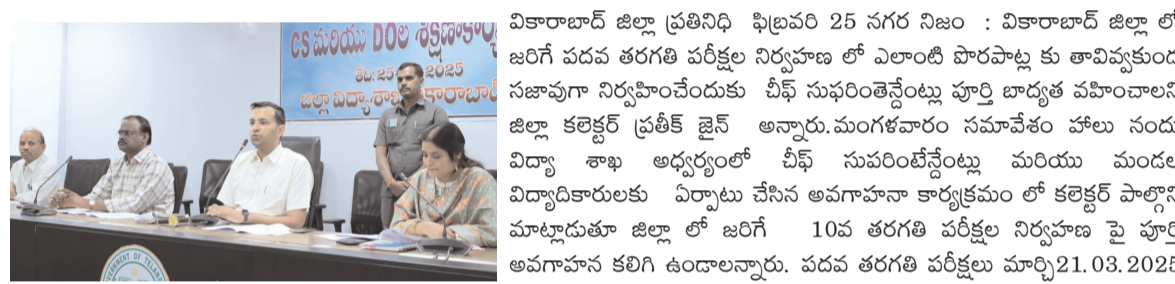 CS మరియు DOల శిక్షణాకార్య
తేది: 25 2025
జిల్లా విద్యాశాఖ
GOVERNMENT OF TELAN
వికారాబాద్ జిల్లా ప్రతినిధి ఫిబ్రవరి 25 నగర నిజం : వికారాబాద్ జిల్లా లో
జరిగే పదవ తరగతి పరీక్షల నిర్వహణ లో ఎలాంటి పొరపాట్ల కు తావివ్వకుండ
సజావుగా నిర్వహించేందుకు చీఫ్ సుఫరింతెన్దేంట్లు పూర్తి బాద్యత వహించాలని
జిల్లా కలెక్టర్ ప్రతీక్ జైన్ అన్నారు.మంగళవారం సమావేశం హాలు నందు
విద్యా శాఖ అధ్వర్యంలో చీఫ్ సుపరింటేన్దేంట్లు మరియు మండల
విద్యాదికారులకు ఏర్పాటు చేసిన అవగాహనా కార్యక్రమం లో కలెక్టర్ పాల్గొని
మాట్లాడుతూ జిల్లా లో జరిగే 10వ తరగతి పరీక్షల నిర్వహణ పై పూర్తి
అవగాహన కలిగి ఉండాలన్నారు. పదవ తరగతి పరీక్షలు మార్చి21.03.2025